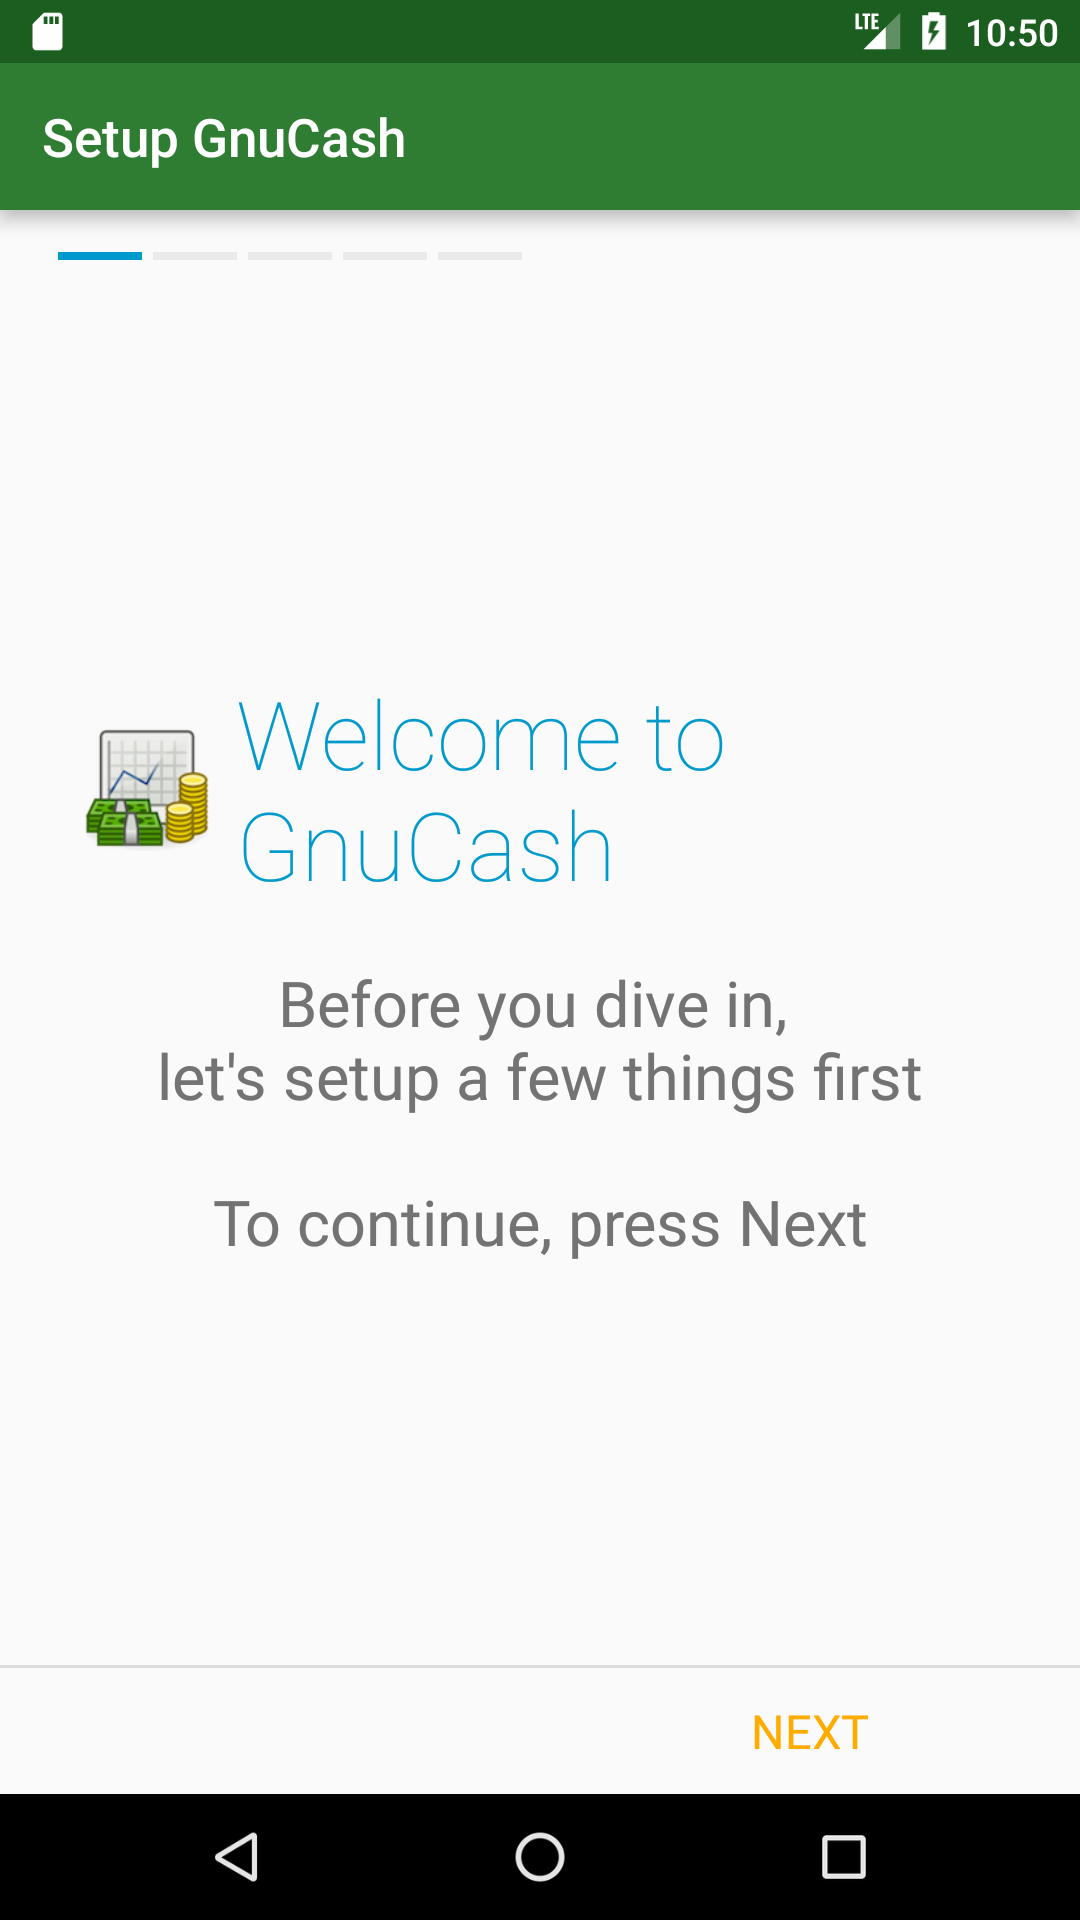 LTE 10:50
Setup GnuCash
Welcome to
GnuCash
Before you dive in,
let's setup a few things first
To continue, press Next
NEXT